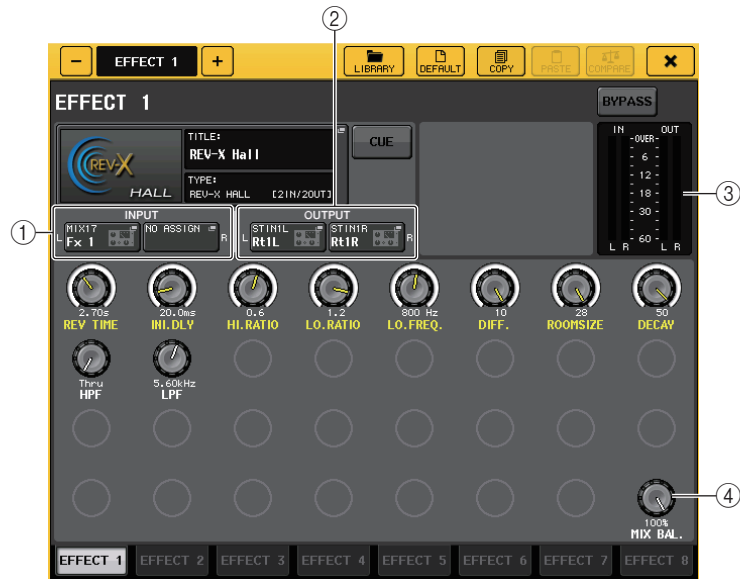 ②
− EFFECT 1 + LIBRARY DEFAULT COPY PASTE COMPARE ×
EFFECT 1
BYPASS
REV-X
HALL
TITLE:
REV-X Hall
TYPE:
REV-X HALL [2IN/2OUT]
CUE
IN OUT
-OVER-
- 6 -
- 12 -
- 18 -
- 30 -
- 60 -
L R L R
③
①
INPUT
L MIX17 Fx 1 NO ASSIGN R
OUTPUT
L STIN1L Rt1L STIN1R Rt1R R
2.70s 20.0ms 0.6 1.2 800 Hz 10 28 50
REV TIME INI.DLY HI.RATIO LO.RATIO LO.FREQ. DIFF. ROOMSIZE DECAY
Thru 5.60kHz
HPF LPF
④
100%
MIX BAL.
EFFECT 1 EFFECT 2 EFFECT 3 EFFECT 4 EFFECT 5 EFFECT 6 EFFECT 7 EFFECT 8